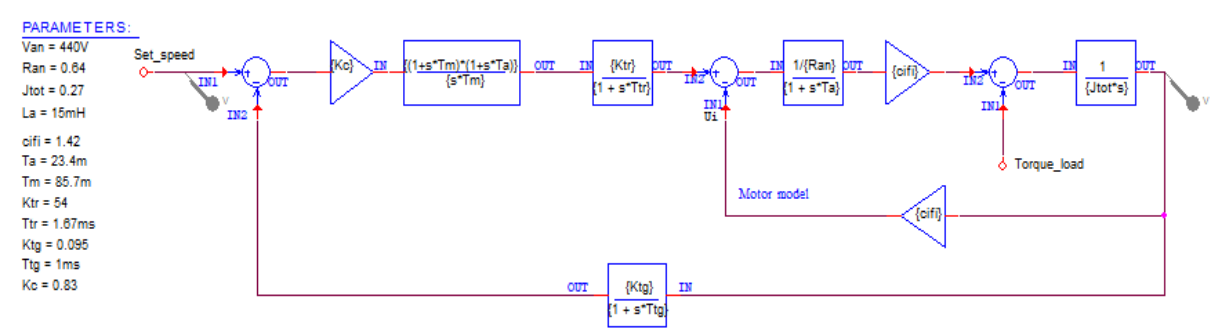 PARAMETERS:
Van = 440V
Ran = 0.64
Jtot = 0.27
La = 15mH
cifi = 1.42
Ta = 23.4m
Tm = 85.7m
Ktr = 54
Ttr = 1.67ms
Ktg = 0.095
Ttg = 1ms
Kc = 0.83
Set_speed
IN1
V
+
−
OUT
IN2
{Kc}
IN
{(1+s*Tm)*(1+s*Ta)}
{s*Tm}
OUT
IN
{Ktr}
{1 + s*Ttr}
OUT
IN2
+
−
OUT
IN1
Ui
IN
1/{Ran}
{1 + s*Ta}
OUT
{cifi}
IN2
+
−
OUT
IN1
Torque_load
IN
1
{Jtot*s}
OUT
V
Motor model
{cifi}
OUT
{Ktg}
{1 + s*Ttg}
IN